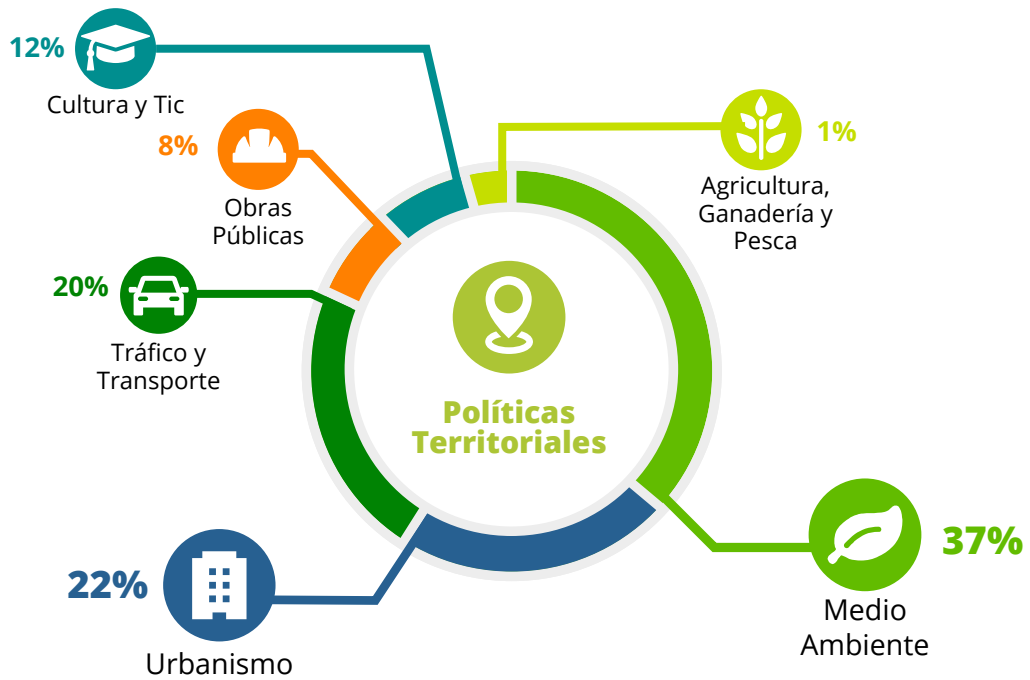 12%
Cultura y Tic
8%
Obras
Públicas
1%
Agricultura,
Ganadería y
Pesca
20%
Tráfico y
Transporte
Políticas
Territoriales
22%
Urbanismo
37%
Medio
Ambiente